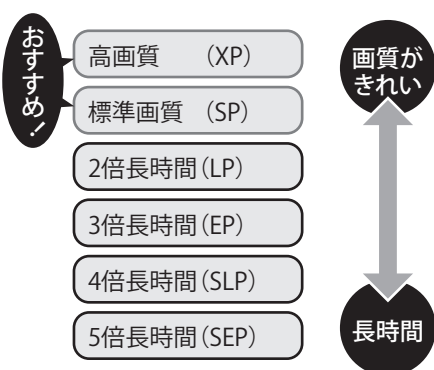 おすすめ！
高画質　（XP）
標準画質　（SP）
2倍長時間（LP）
3倍長時間（EP）
4倍長時間（SLP）
5倍長時間（SEP）
画質が
きれい
長時間